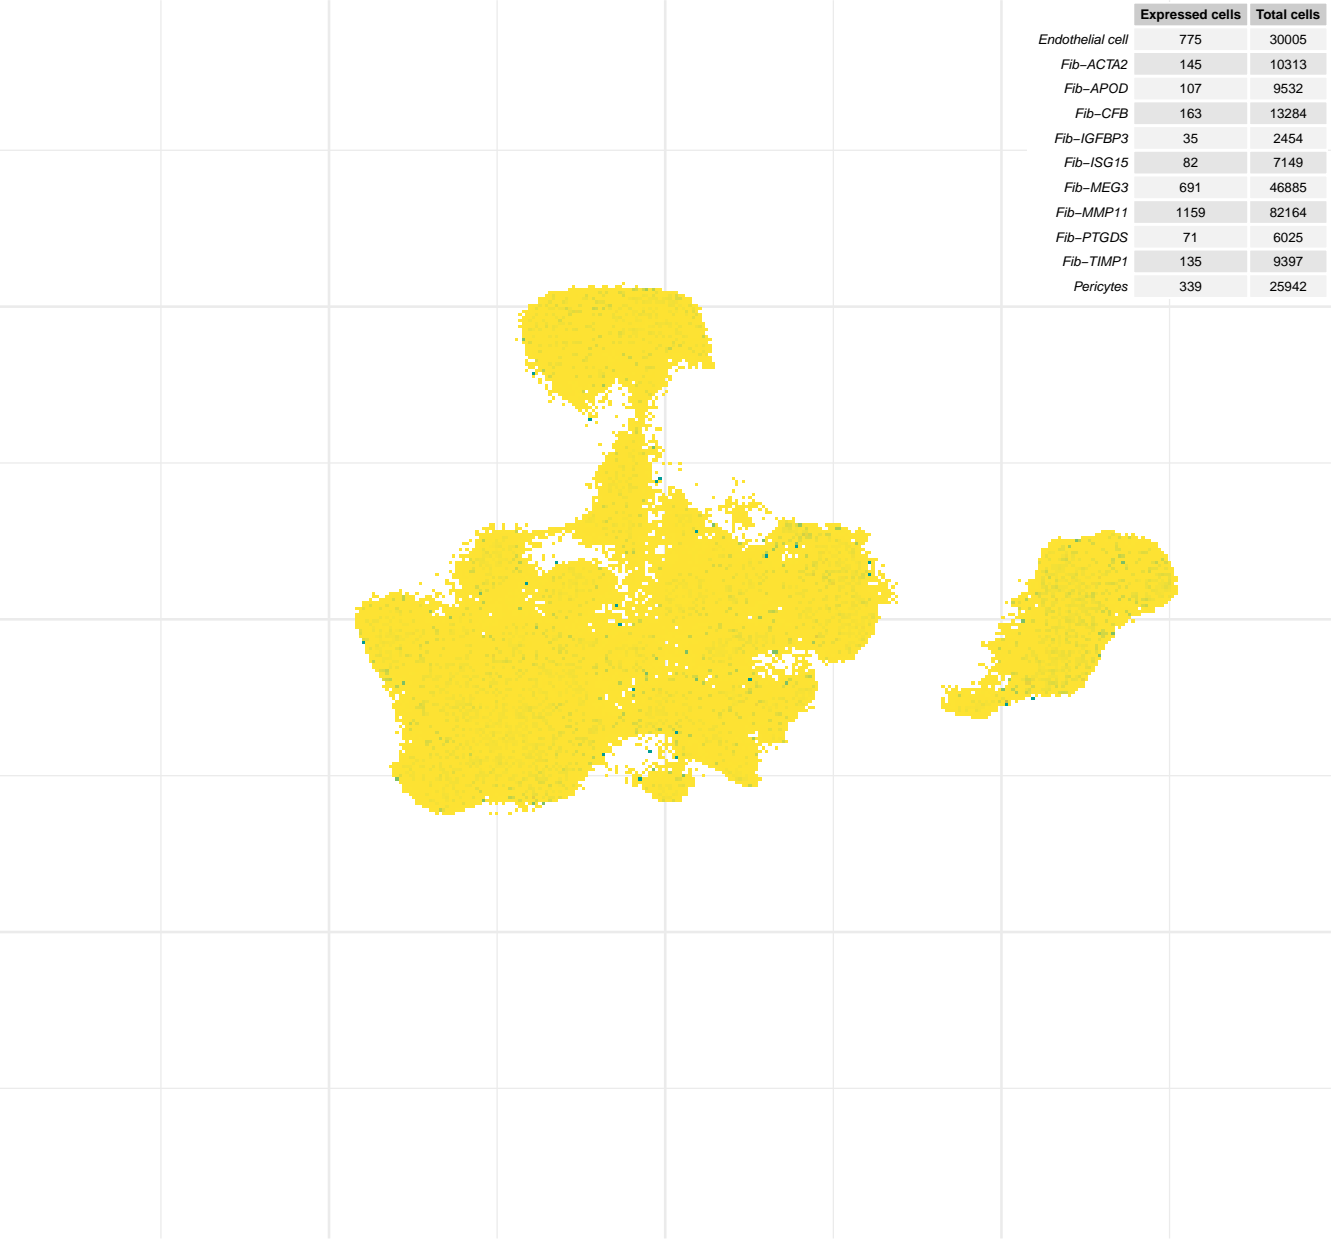 Expressed cells Total cells
Endothelial cell 775 30005
Fib−ACTA2 145 10313
Fib−APOD 107 9532
Fib−CFB 163 13284
Fib−IGFBP3 35 2454
Fib−ISG15 82 7149
Fib−MEG3 691 46885
Fib−MMP11 1159 82164
Fib−PTGDS 71 6025
Fib−TIMP1 135 9397
Pericytes 339 25942